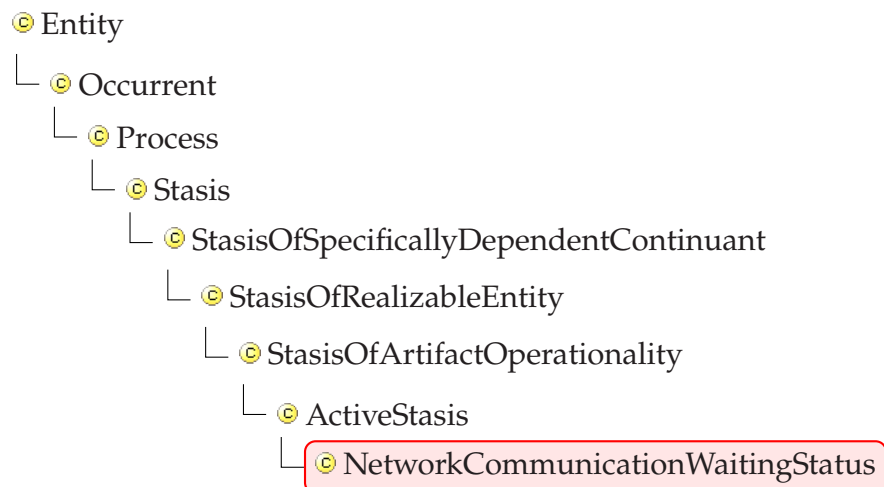 Entity
Occurrent
Process
Stasis
StasisOfSpecificallyDependentContinuant
StasisOfRealizableEntity
StasisOfArtifactOperationality
ActiveStasis
NetworkCommunicationWaitingStatus